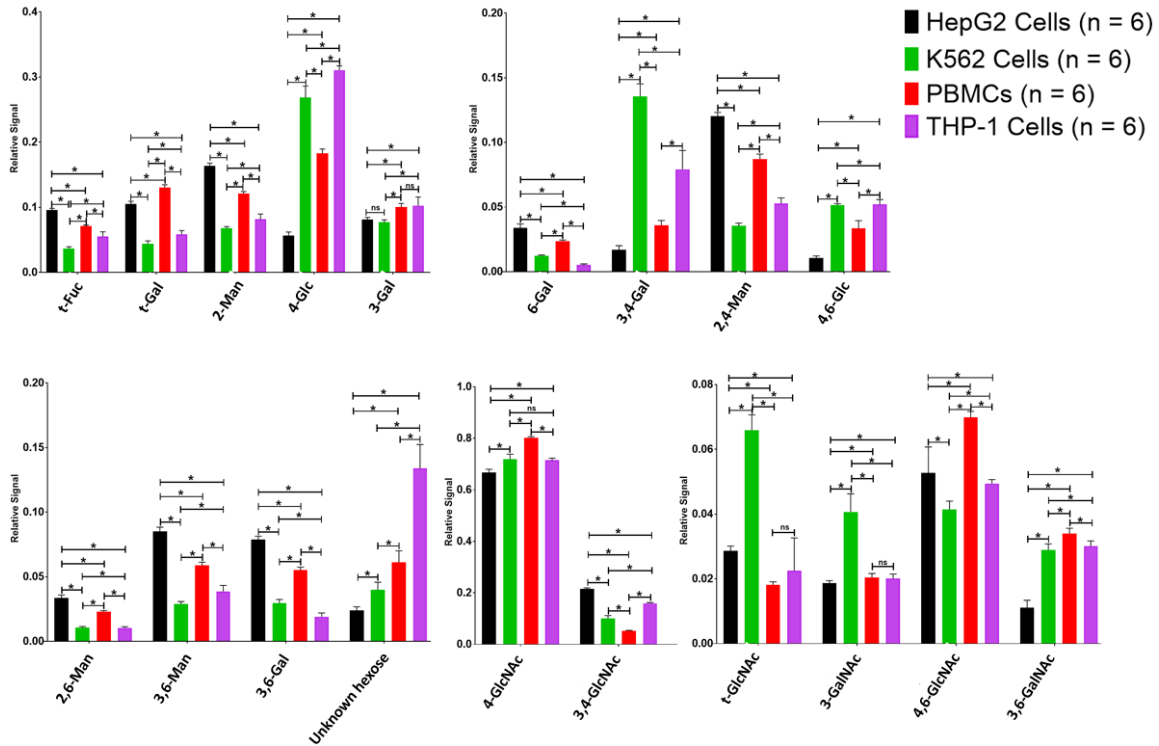 HepG2 Cells (n = 6)
K562 Cells (n = 6)
PBMCs (n = 6)
THP-1 Cells (n = 6)
Relative Signal
0.4
0.3
0.2
0.1
0.0
* * * * * *
* * * * * *
* * * * * *
* * * * * *
* * ns * * ns
t-Fuc
t-Gal
2-Man
4-Glc
3-Gal
Relative Signal
0.20
0.15
0.10
0.05
0.00
* * * * * *
* * * * * *
* * * * * *
* * * * * *
6-Gal
3,4-Gal
2,4-Man
4,6-Glc
Relative Signal
0.20
0.15
0.10
0.05
0.00
* * * * * *
* * * * * *
* * * * * *
* * * * * *
2,6-Man
3,6-Man
3,6-Gal
Unknown hexose
Relative Signal
1.0
0.8
0.6
0.4
0.2
0.0
* * ns * * *
* * * * * *
4-GlcNAc
3,4-GlcNAc
Relative Signal
0.08
0.06
0.04
0.02
0.00
* * * * * ns
* * * * * ns
* * * * * *
* * * * * *
t-GlcNAc
3-GalNAc
4,6-GlcNAc
3,6-GalNAc